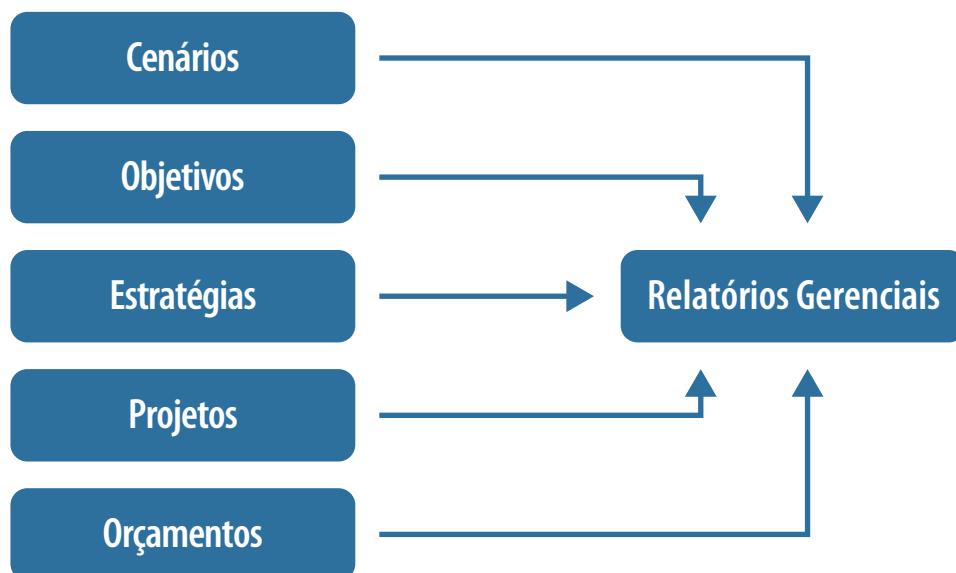 Cenários
Objetivos
Estratégias
Relatórios Gerenciais
Projetos
Orçamentos